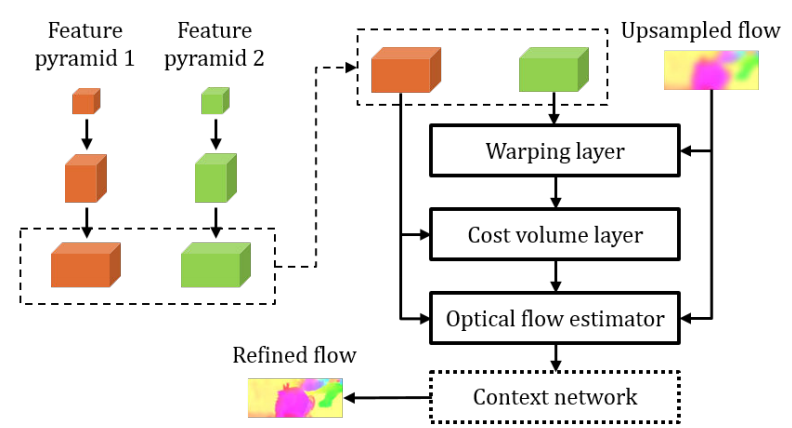 Feature
pyramid 1
Feature
pyramid 2
Upsampled flow
Warping layer
Cost volume layer
Optical flow estimator
Refined flow
Context network